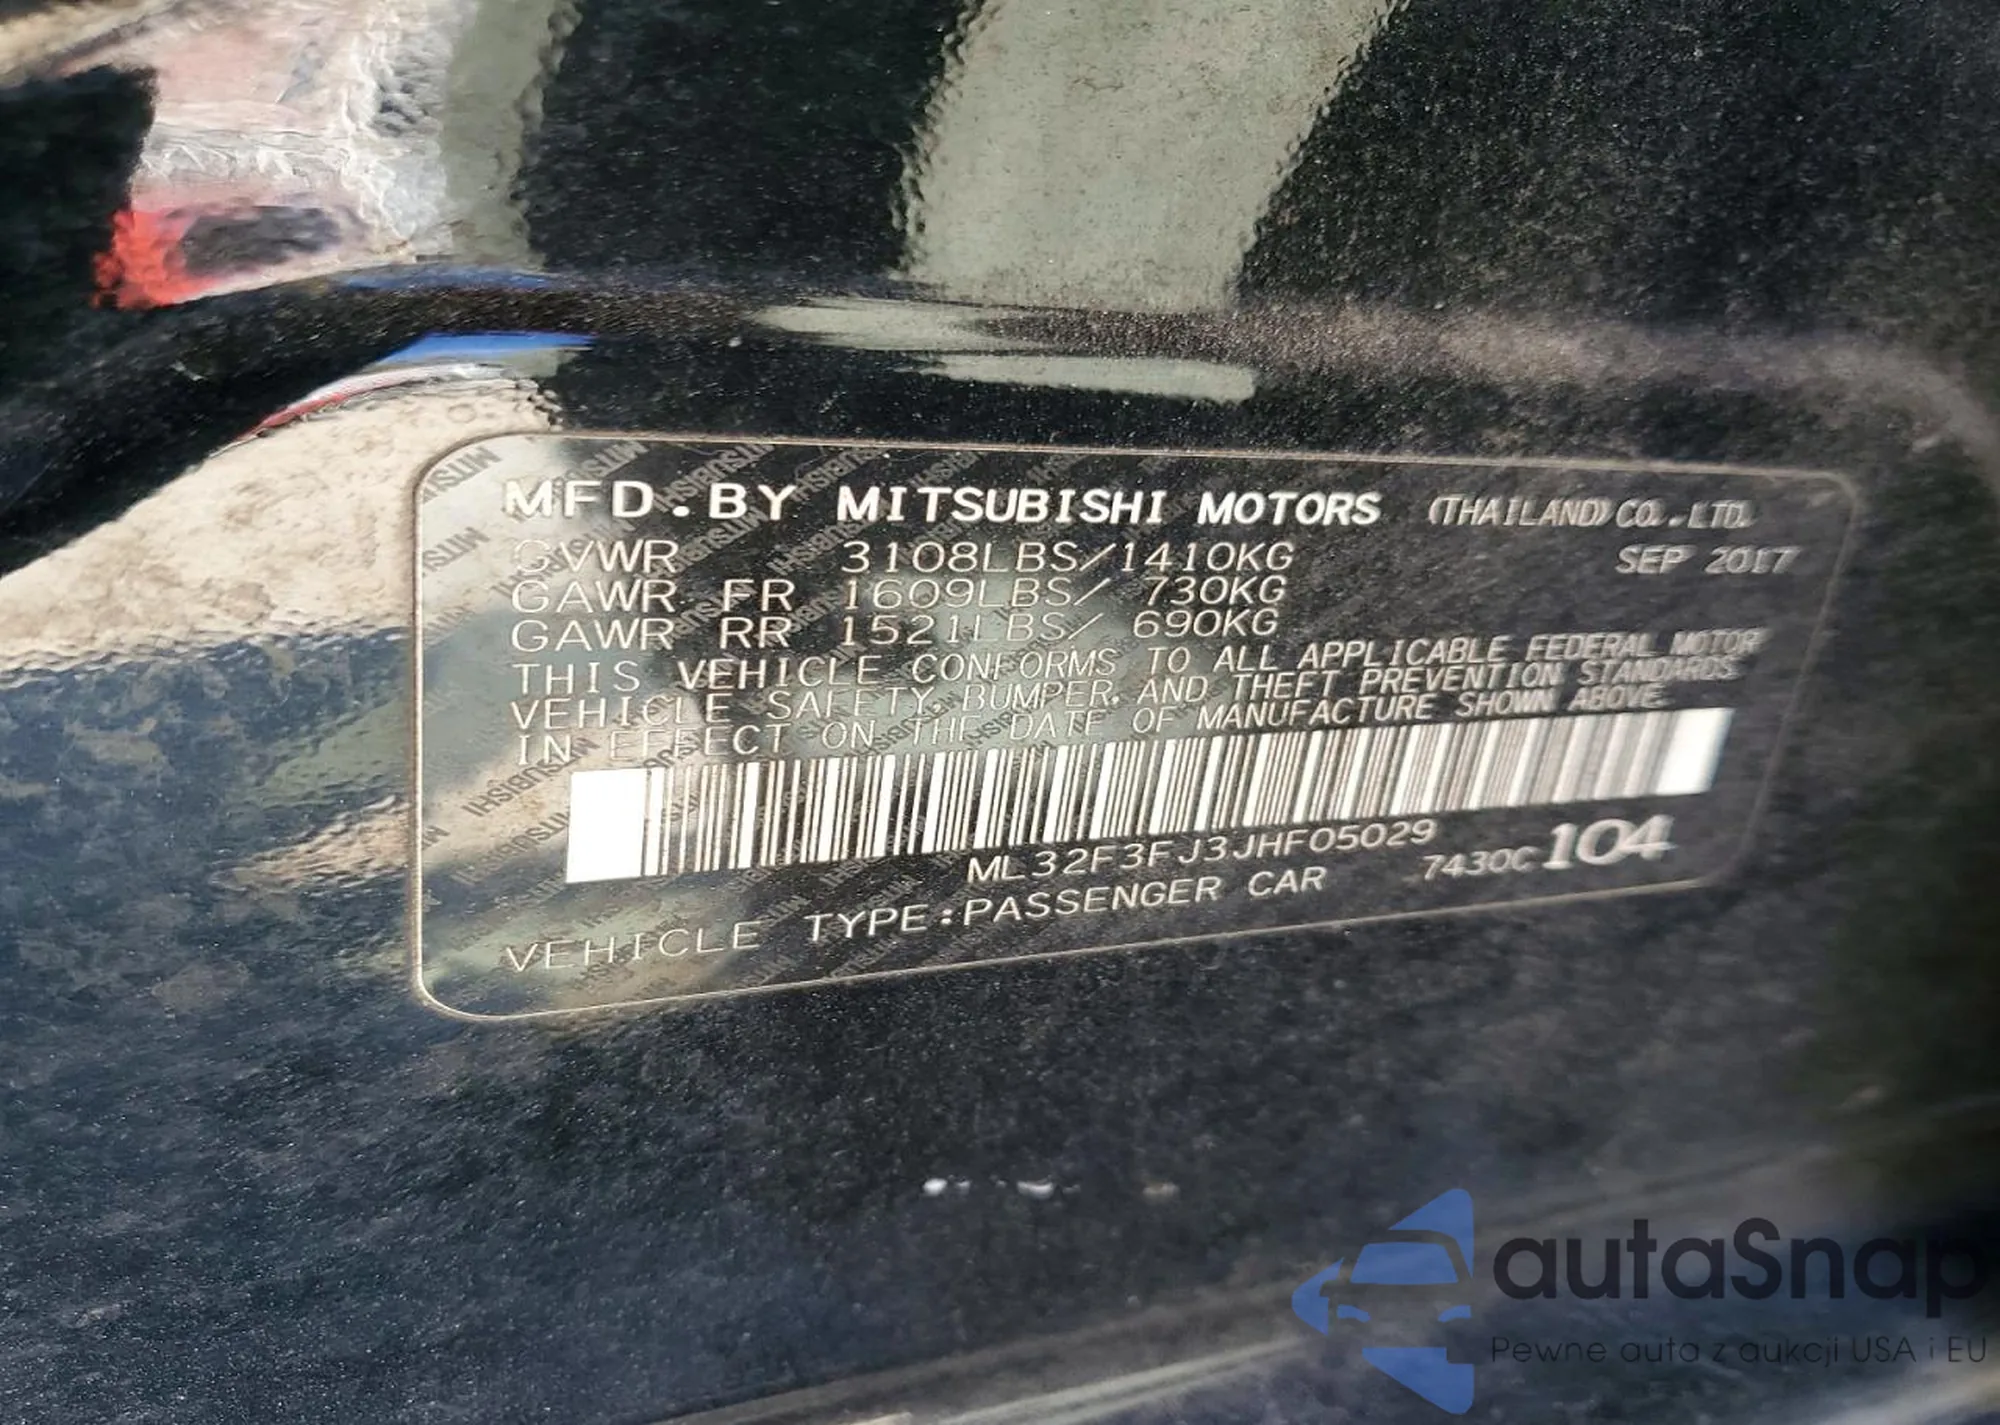 MFD.BY MITSUBISHI MOTORS (THAILAND) CO.,LTD.
GVWR 3108LBS/1410KG SEP 2017
GAWR FR 1609LBS/ 730KG
GAWR RR 1521LBS/ 690KG
THIS VEHICLE CONFORMS TO ALL APPLICABLE FEDERAL MOTOR
VEHICLE SAFETY, BUMPER, AND THEFT PREVENTION STANDARDS
IN EFFECT ON THE DATE OF MANUFACTURE SHOWN ABOVE.
ML32F3FJ3JHF05029
VEHICLE TYPE:PASSENGER CAR 7430C 104
autaSnap
Pewne auta z aukcji USA i EU